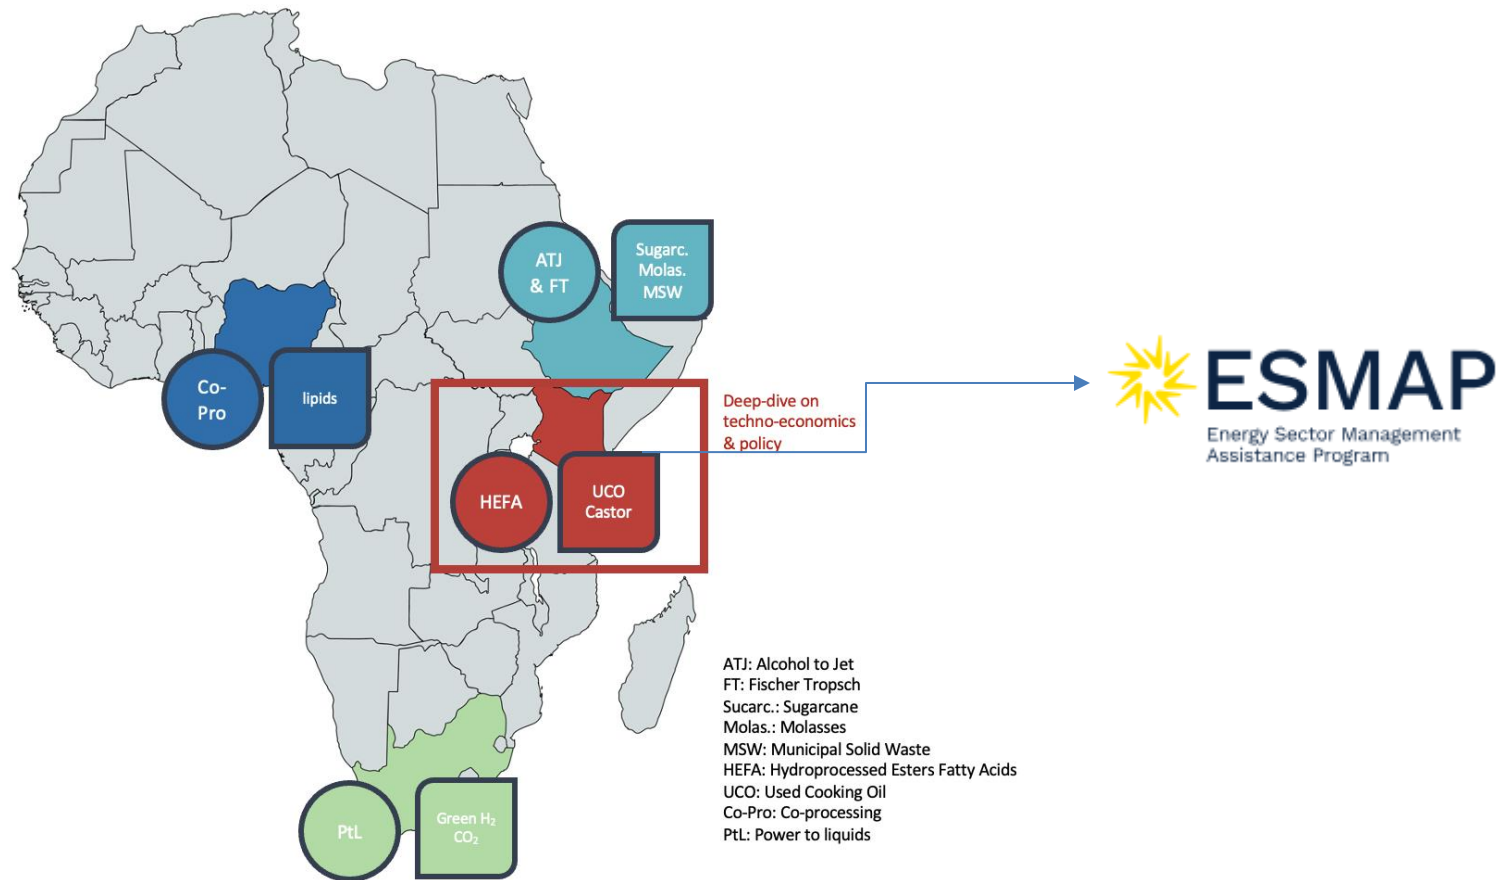 ATJ
& FT
Sugarc.
Molas.
MSW
Co-
Pro
lipids
Deep-dive on
techno-economics
& policy
HEFA
UCO
Castor
ESMAP
Energy Sector Management
Assistance Program
PtL
Green H₂
CO₂
ATJ: Alcohol to Jet
FT: Fischer Tropsch
Sucarc.: Sugarcane
Molas.: Molasses
MSW: Municipal Solid Waste
HEFA: Hydroprocessed Esters Fatty Acids
UCO: Used Cooking Oil
Co-Pro: Co-processing
PtL: Power to liquids